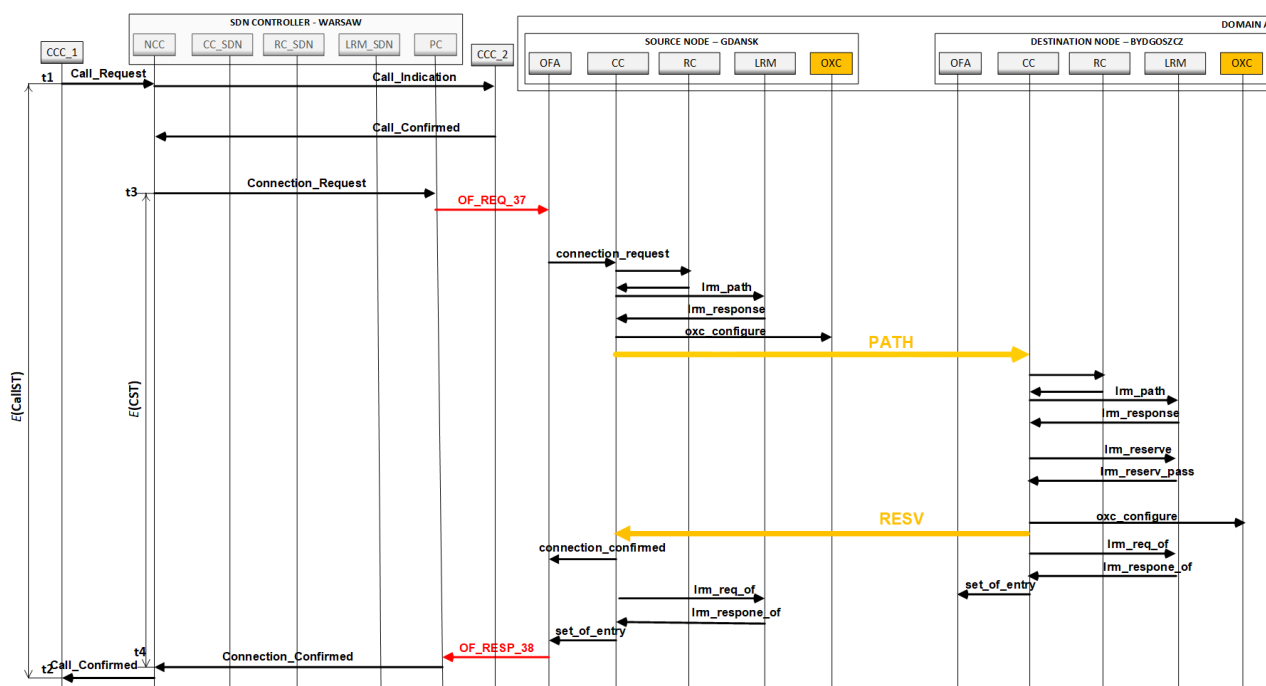 SDN CONTROLLER - WARSAW
DOMAIN A
SOURCE NODE – GDANSK
DESTINATION NODE – BYDGOSZCZ
CCC_1
NCC
CC_SDN
RC_SDN
LRM_SDN
PC
CCC_2
OFA
CC
RC
LRM
OXC
OFA
CC
RC
LRM
OXC
t1
Call_Request
Call_Indication
Call_Confirmed
t3
Connection_Request
OF_REQ_37
connection_request
lrm_path
lrm_response
oxc_configure
PATH
lrm_path
lrm_response
E(CallST)
E(CST)
lrm_reserve
lrm_reserv_pass
oxc_configure
RESV
connection_confirmed
lrm_req_of
lrm_respone_of
set_of_entry
lrm_req_of
lrm_respone_of
set_of_entry
OF_RESP_38
t4
Connection_Confirmed
t2
Call_Confirmed